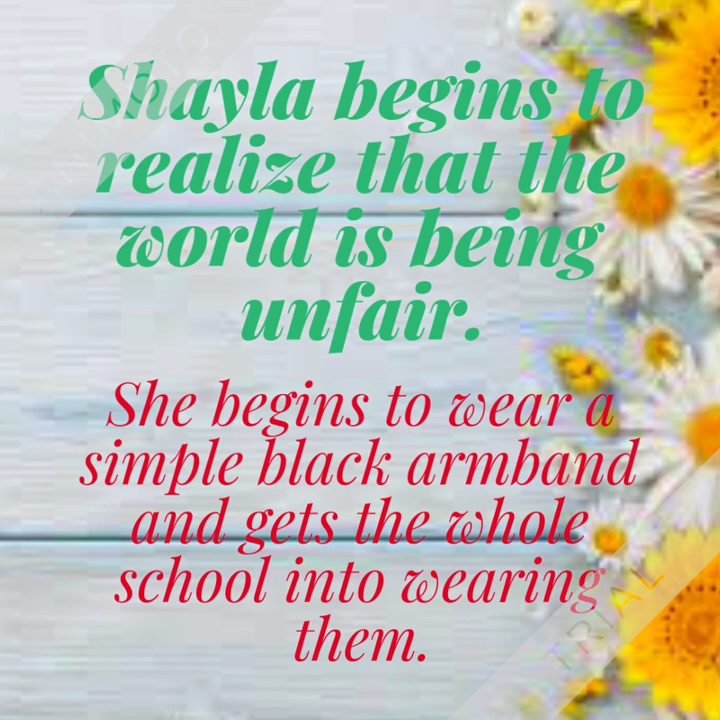 Shayla begins to
realize that the
world is being
unfair.
She begins to wear a
simple black armband
and gets the whole
school into wearing
them.
TRIAL